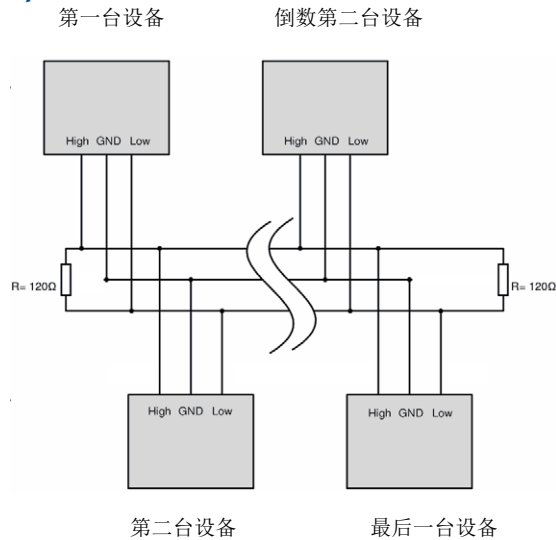 第一台设备 倒数第二台设备
High GND Low High GND Low
R= 120Ω R= 120Ω
High GND Low High GND Low
第二台设备 最后一台设备